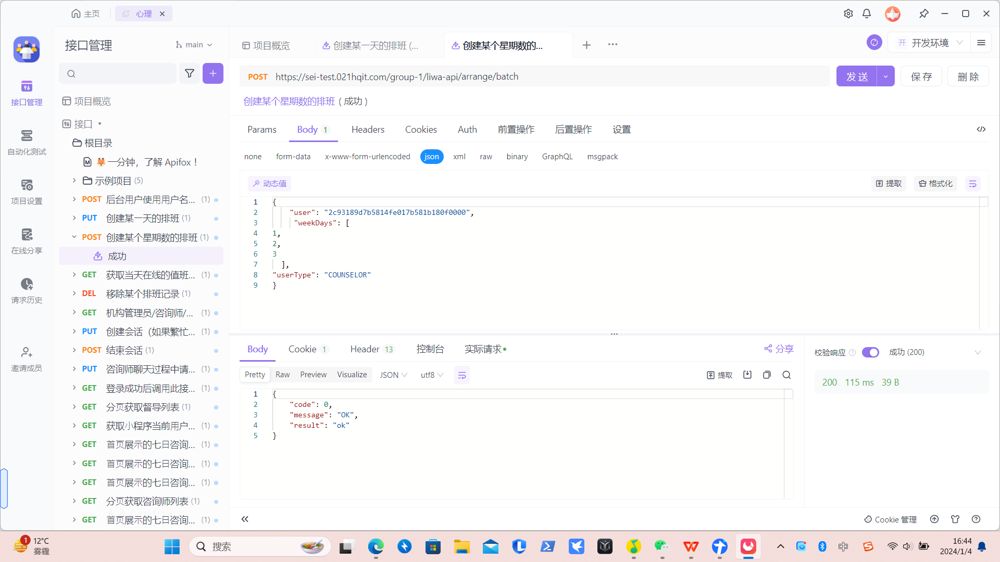 主页
心理
接口管理
main
项目概览
创建某一天的排班 (...
创建某个星期数的...
开 开发环境
POST https://sei-test.021hqit.com/group-1/liwa-api/arrange/batch
发 送
保 存
删 除
创建某个星期数的排班 ( 成功 )
Params
Body 1
Headers
Cookies
Auth
前置操作
后置操作
设置
none
form-data
x-www-form-urlencoded
json
xml
raw
binary
GraphQL
msgpack
动态值
提取
格式化
1 {
2 "user": "2c93189d7b5814fe017b581b180f0000",
3 "weekDays": [
4 1,
5 2,
6 3
7 ],
8 "userType": "COUNSELOR"
9 }
接口管理
自动化测试
项目设置
在线分享
请求历史
邀请成员
项目概览
接口
根目录
一分钟，了解 Apifox！
示例项目 (5)
POST 后台用户使用用户名... (1)
PUT 创建某一天的排班 (1)
POST 创建某个星期数的排班 (1)
成功
GET 获取当天在线的值班... (1)
DEL 移除某个排班记录 (1)
GET 机构管理员/咨询师/... (1)
PUT 创建会话（如果繁忙... (1)
POST 结束会话 (1)
PUT 咨询师聊天过程中请... (1)
GET 登录成功后调用此接... (1)
GET 分页获取督导列表 (1)
GET 获取小程序当前用户... (1)
GET 首页展示的七日咨询... (1)
GET 首页展示的七日咨询... (1)
GET 首页展示的七日咨询... (1)
GET 分页获取咨询师列表 (1)
GET 首页展示的七日咨询... (1)
Body
Cookie 1
Header 13
控制台
实际请求
分享
校验响应
成功 (200)
Pretty
Raw
Preview
Visualize
JSON
utf8
提取
200 115 ms 39 B
1 {
2 "code": 0,
3 "message": "OK",
4 "result": "ok"
5 }
Cookie 管理
1
12°C
雾霾
搜索
中
16:44
2024/1/4